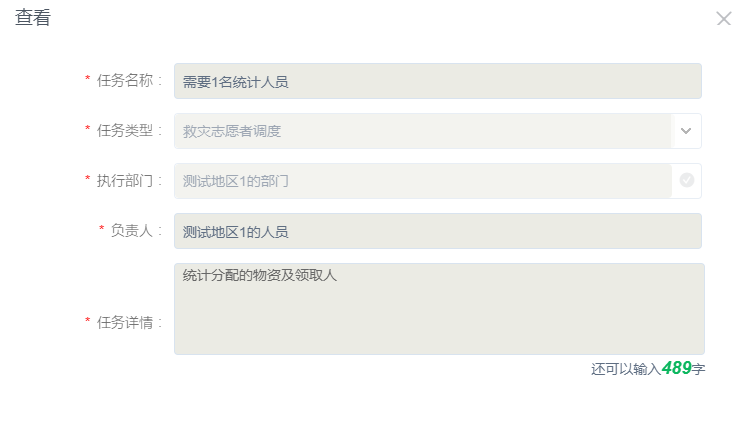 查看
* 任务名称： 需要1名统计人员
* 任务类型： 救灾志愿者调度
* 执行部门： 测试地区1的部门
* 负责人： 测试地区1的人员
* 任务详情： 统计分配的物资及领取人
还可以输入489字